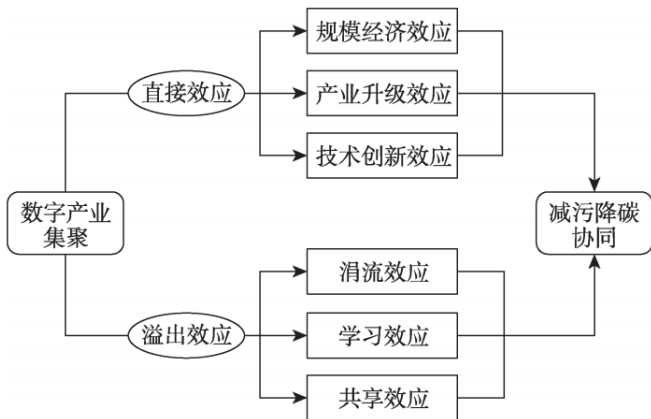 规模经济效应
直接效应
产业升级效应
技术创新效应
数字产业
集聚
减污降碳
协同
涓流效应
溢出效应
学习效应
共享效应